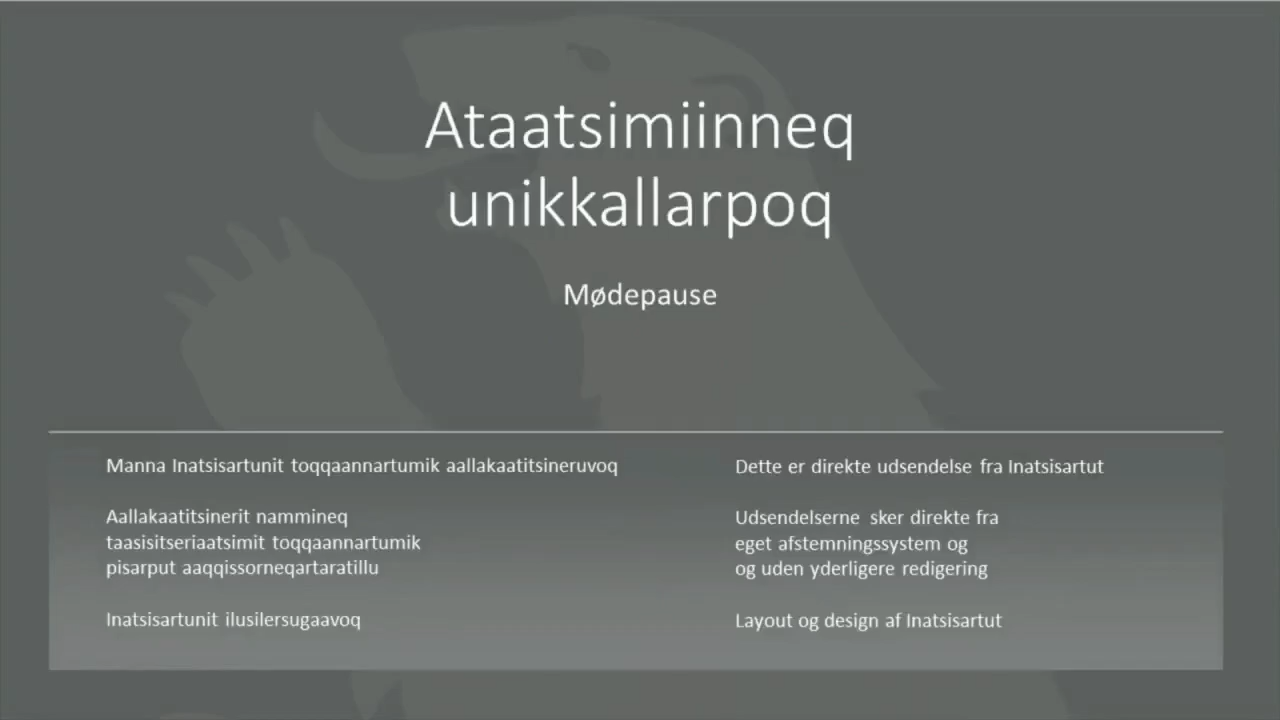 Ataatsimiinneq
unikkallarpoq
Mødepause
Manna Inatsisartunit toqqaannartumik aallakaatitsineruvoq
Aallakaatitsinerit nammineq
taasisitseriaatsimit toqqaannartumik
pisarput aaqqissorneqartaratillu
Inatsisartunit ilusilersugaavoq
Dette er direkte udsendelse fra Inatsisartut
Udsendelserne sker direkte fra
eget afstemningssystem og
og uden yderligere redigering
Layout og design af Inatsisartut